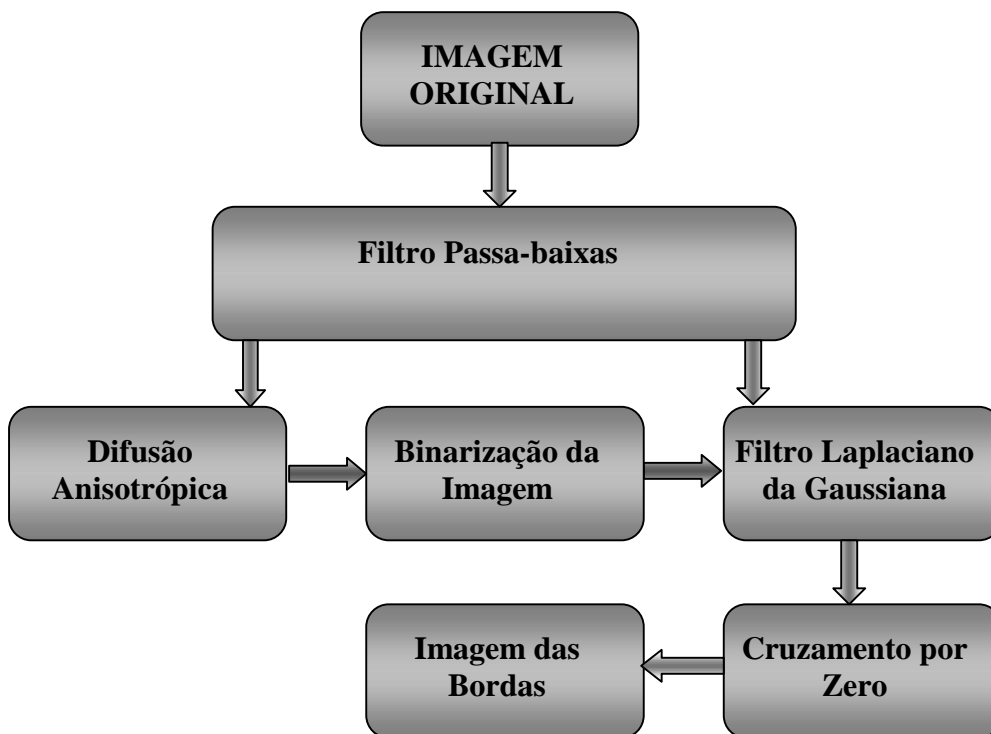 IMAGEM
ORIGINAL
Filtro Passa-baixas
Difusão
Anisotrópica
Binarização da
Imagem
Filtro Laplaciano
da Gaussiana
Imagem das
Bordas
Cruzamento por
Zero